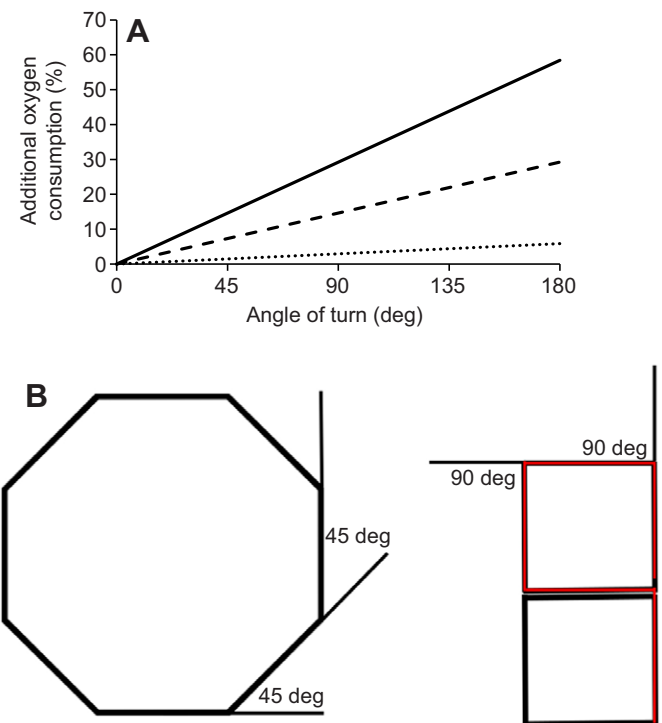 A
70
60
50
40
30
20
10
0
Additional oxygen
consumption (%)
0 45 90 135 180
Angle of turn (deg)
B
90 deg
90 deg
45 deg
45 deg